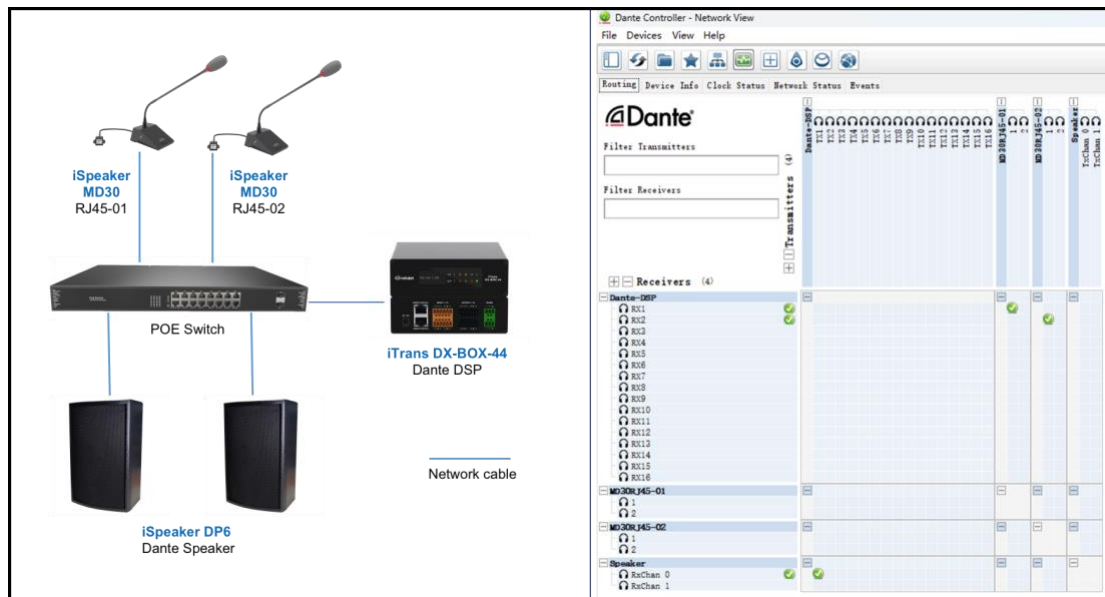 iSpeaker
MD30
RJ45-01
iSpeaker
MD30
RJ45-02
POE Switch
iTrans DX-BOX-44
Dante DSP
Network cable
iSpeaker DP6
Dante Speaker
Dante Controller - Network View
File Devices View Help
Routing Device Info Clock Status Network Status Events
Dante
Filter Transmitters
Filter Receivers
Transmitters (4)
Dante-DSP
TX1
TX2
TX3
TX4
TX5
TX6
TX7
TX8
TX9
TX10
TX11
TX12
TX13
TX14
TX15
TX16
MD30RJ45-01
1
2
MD30RJ45-02
1
2
Speaker
TxChan 0
TxChan 1
Receivers (4)
Dante-DSP
RX1
RX2
RX3
RX4
RX5
RX6
RX7
RX8
RX9
RX10
RX11
RX12
RX13
RX14
RX15
RX16
MD30RJ45-01
1
2
MD30RJ45-02
1
2
Speaker
RxChan 0
RxChan 1